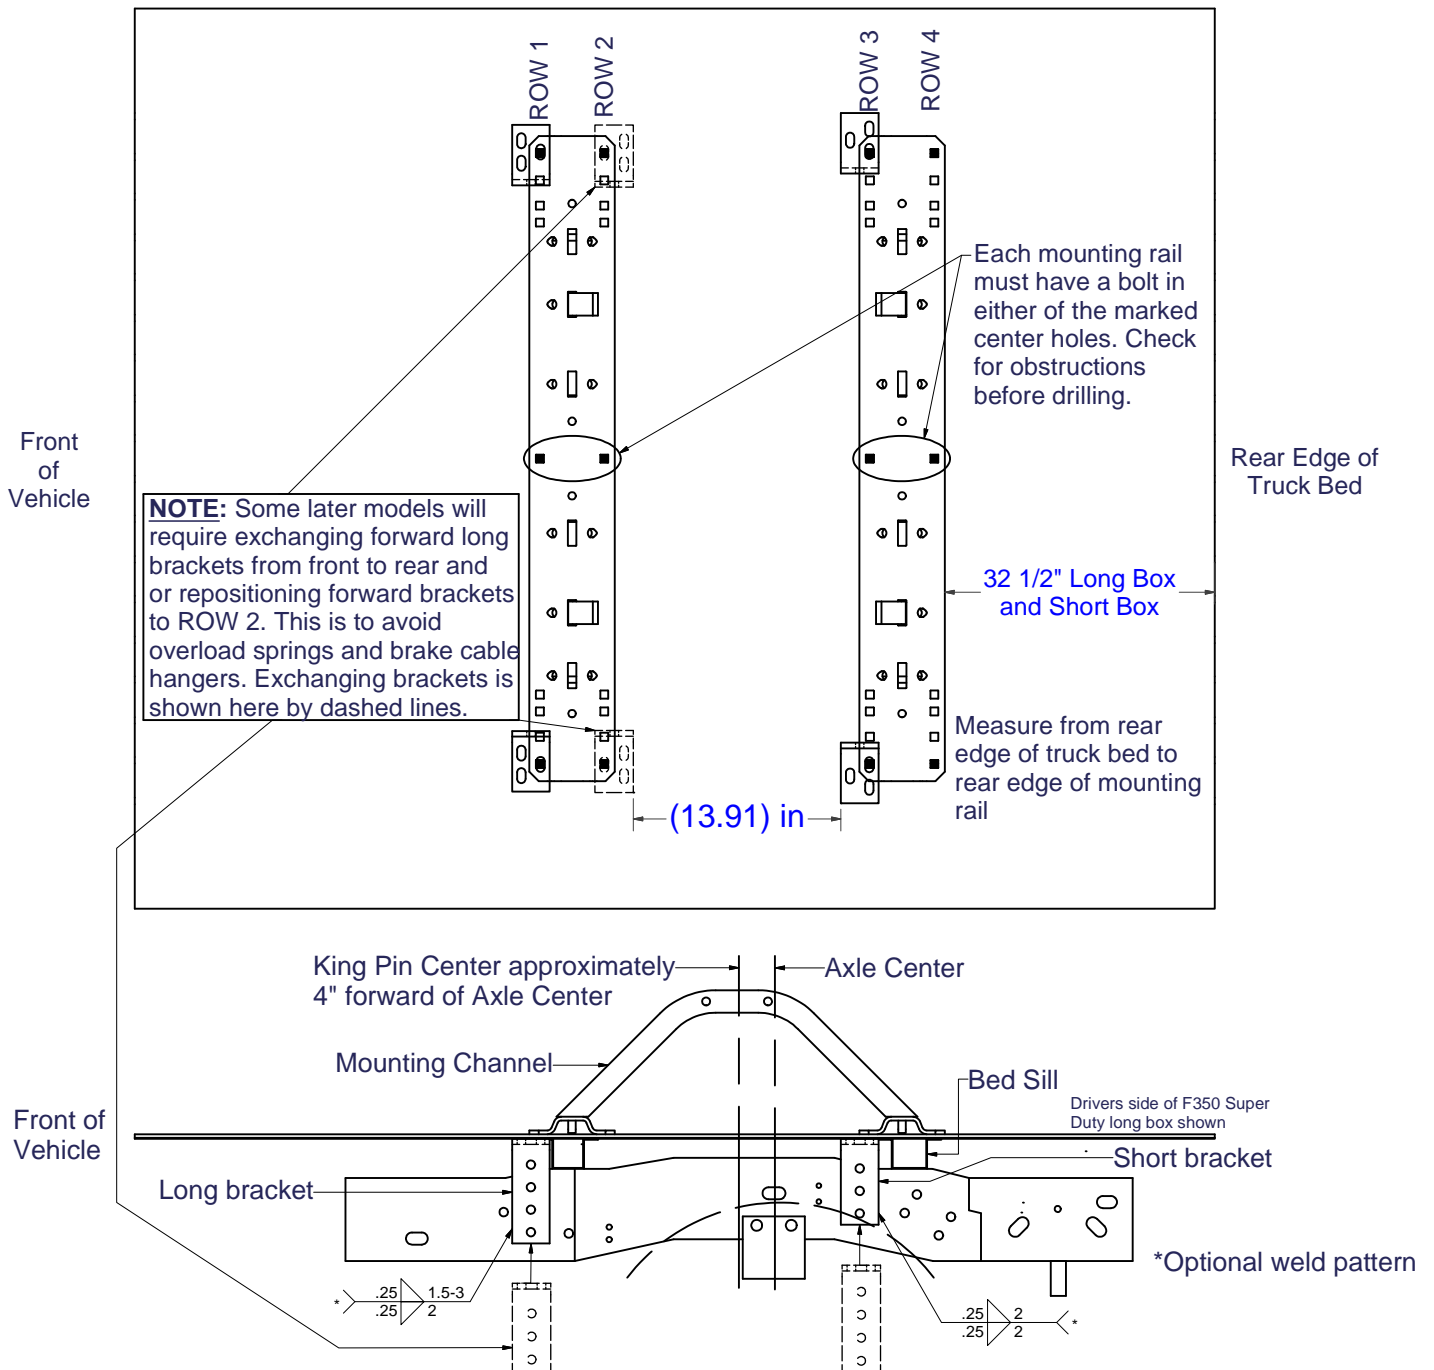 ROW 1
ROW 2
ROW 3
ROW 4
Each mounting rail
must have a bolt in
either of the marked
center holes. Check
for obstructions
before drilling.
Front
of
Vehicle
Rear Edge of
Truck Bed
NOTE: Some later models will
require exchanging forward long
brackets from front to rear and
or repositioning forward brackets
to ROW 2. This is to avoid
overload springs and brake cable
hangers. Exchanging brackets is
shown here by dashed lines.
32 1/2" Long Box
and Short Box
Measure from rear
edge of truck bed to
rear edge of mounting
rail
(13.91) in
King Pin Center approximately
4" forward of Axle Center
Axle Center
Mounting Channel
Bed Sill
Drivers side of F350 Super
Duty long box shown
Front of
Vehicle
Short bracket
Long bracket
*Optional weld pattern
* .25 1.5-3
.25 2
.25 2 *
.25 2